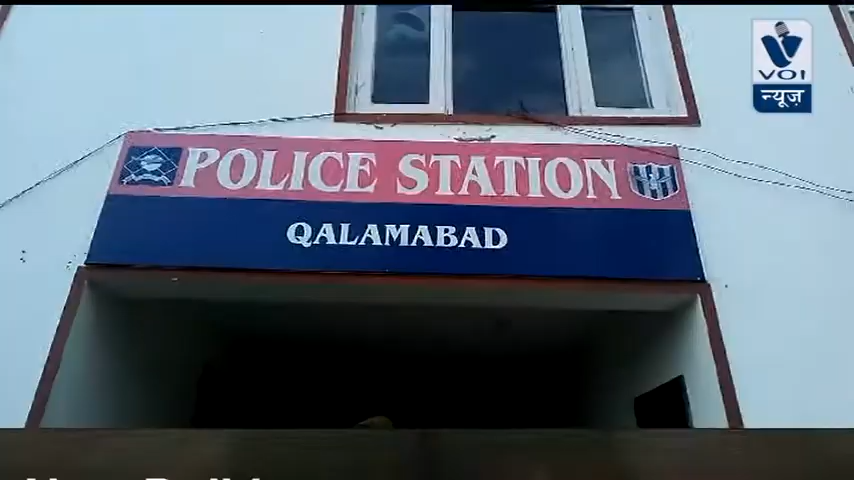 VOI
न्यूज़
POLICE STATION
QALAMABAD